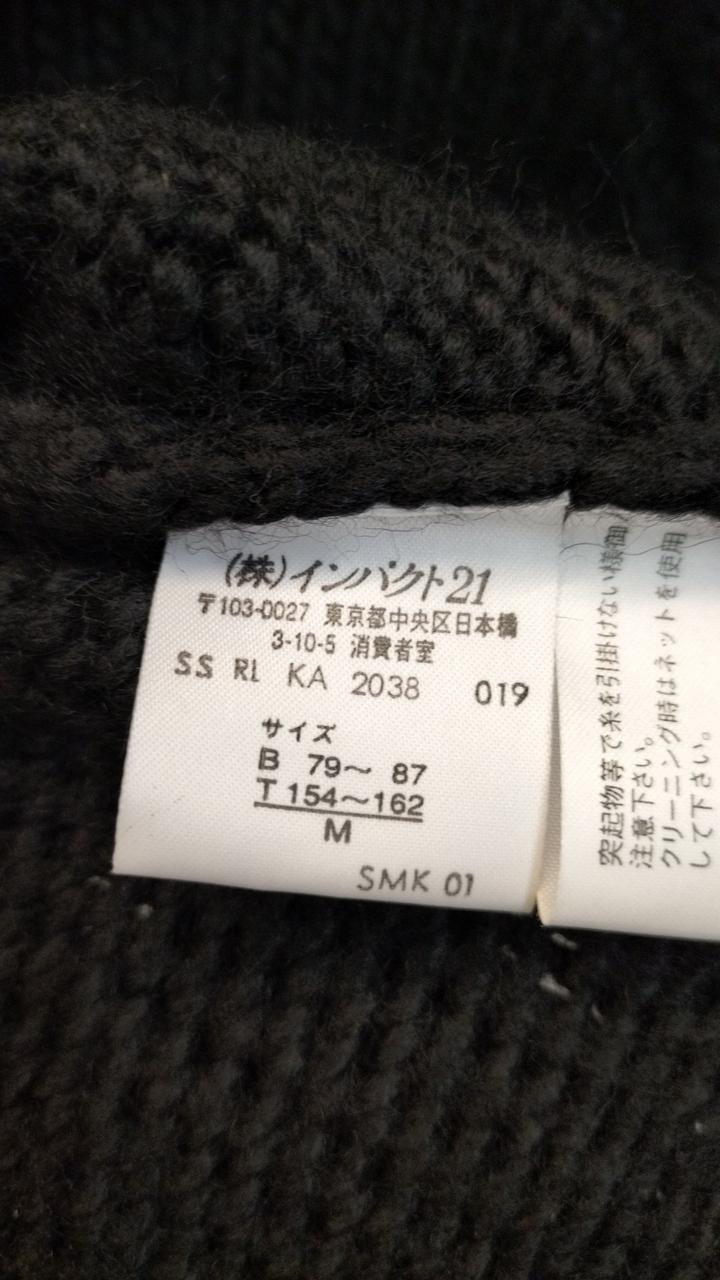 (株)インパクト21
〒103-0027 東京都中央区日本橋
3-10-5 消費者室
SS RL KA 2038 019
サイズ
B 79～ 87
T 154～162
M
SMK 01
突起物等で糸を引掛けない様御
注意下さい。
クリーニング時はネットを使用
して下さい。